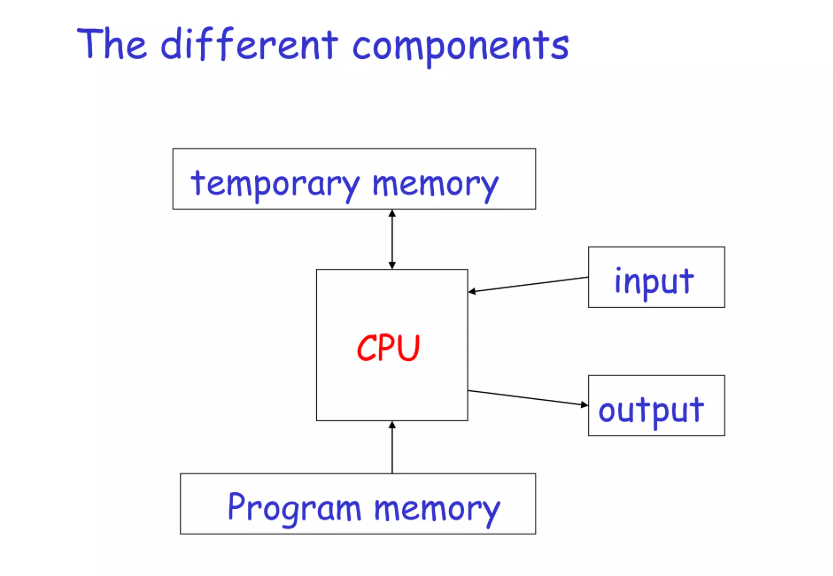 The different components
temporary memory
input
CPU
output
Program memory